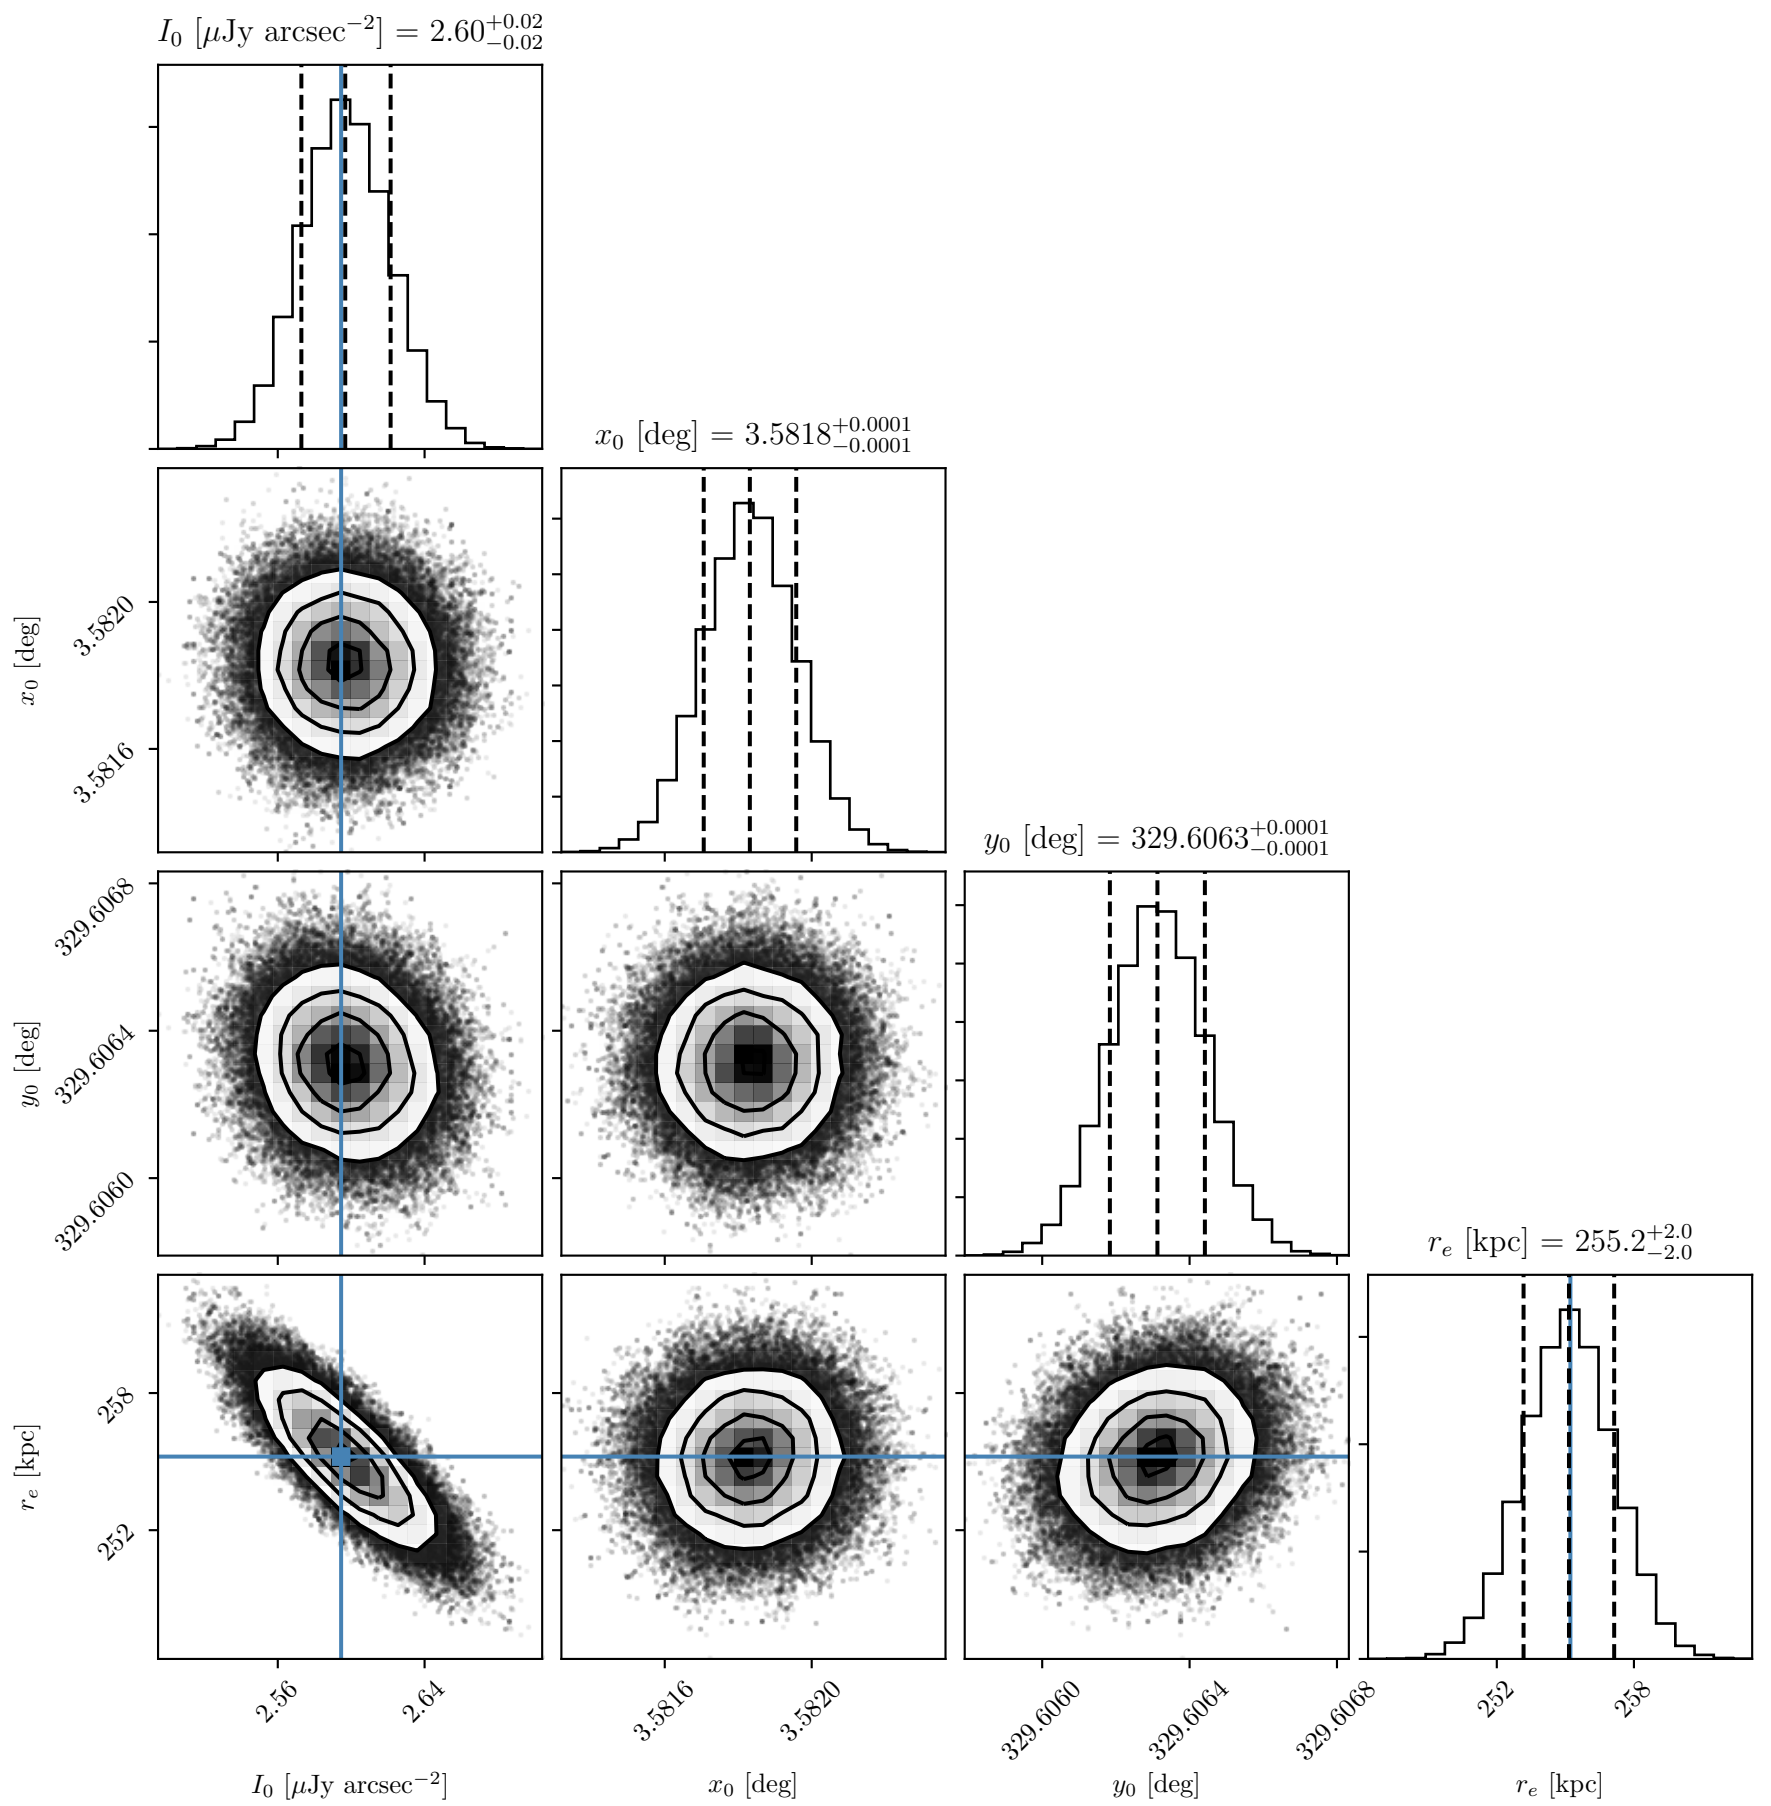 I₀ [μJy arcsec⁻²] = 2.60⁺⁰·⁰²₋₀.₀₂
x₀ [deg] = 3.5818⁺⁰·⁰⁰⁰¹₋₀.₀₀₀₁
x₀ [deg]
3.5820
3.5816
y₀ [deg] = 329.6063⁺⁰·⁰⁰⁰¹₋₀.₀₀₀₁
y₀ [deg]
329.6068
329.6064
329.6060
rₑ [kpc] = 255.2⁺²·⁰₋₂.₀
rₑ [kpc]
258
252
2.56
2.64
3.5816
3.5820
329.6060
329.6064
329.6068
252
258
I₀ [μJy arcsec⁻²]
x₀ [deg]
y₀ [deg]
rₑ [kpc]